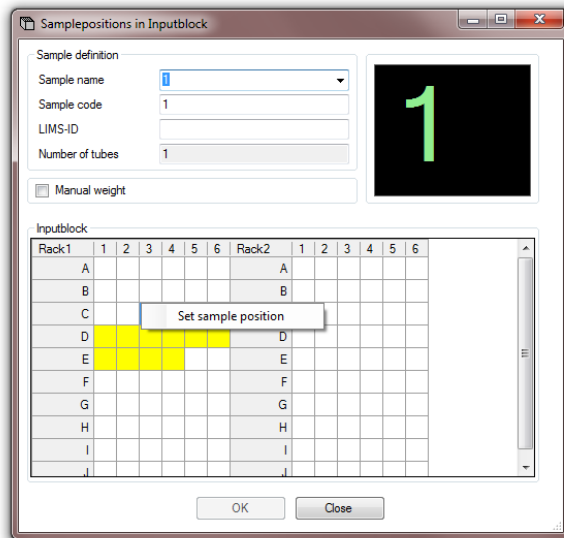 Samplepositions in Inputblock
Sample definition
Sample name 1
Sample code 1
LIMS-ID
Number of tubes 1
1
Manual weight
Inputblock
Rack1 1 2 3 4 5 6 Rack2 1 2 3 4 5 6
A A
B B
C
Set sample position
D D
E E
F F
G G
H H
I I
J J
OK Close